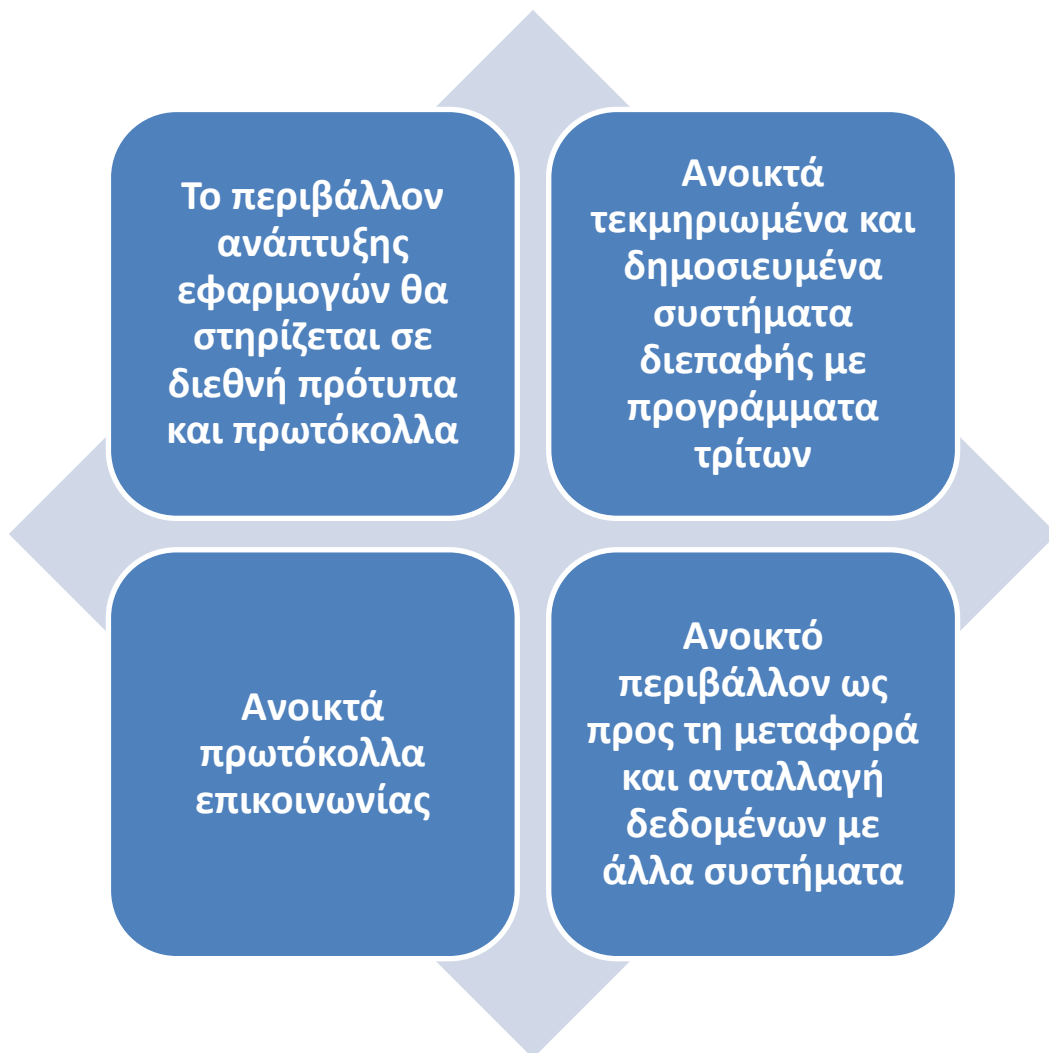 Το περιβάλλον
ανάπτυξης
εφαρμογών θα
στηρίζεται σε
διεθνή πρότυπα
και πρωτόκολλα
Ανοικτά
τεκμηριωμένα και
δημοσιευμένα
συστήματα
διεπαφής με
προγράμματα
τρίτων
Ανοικτά
πρωτόκολλα
επικοινωνίας
Ανοικτό
περιβάλλον ως
προς τη μεταφορά
και ανταλλαγή
δεδομένων με
άλλα συστήματα